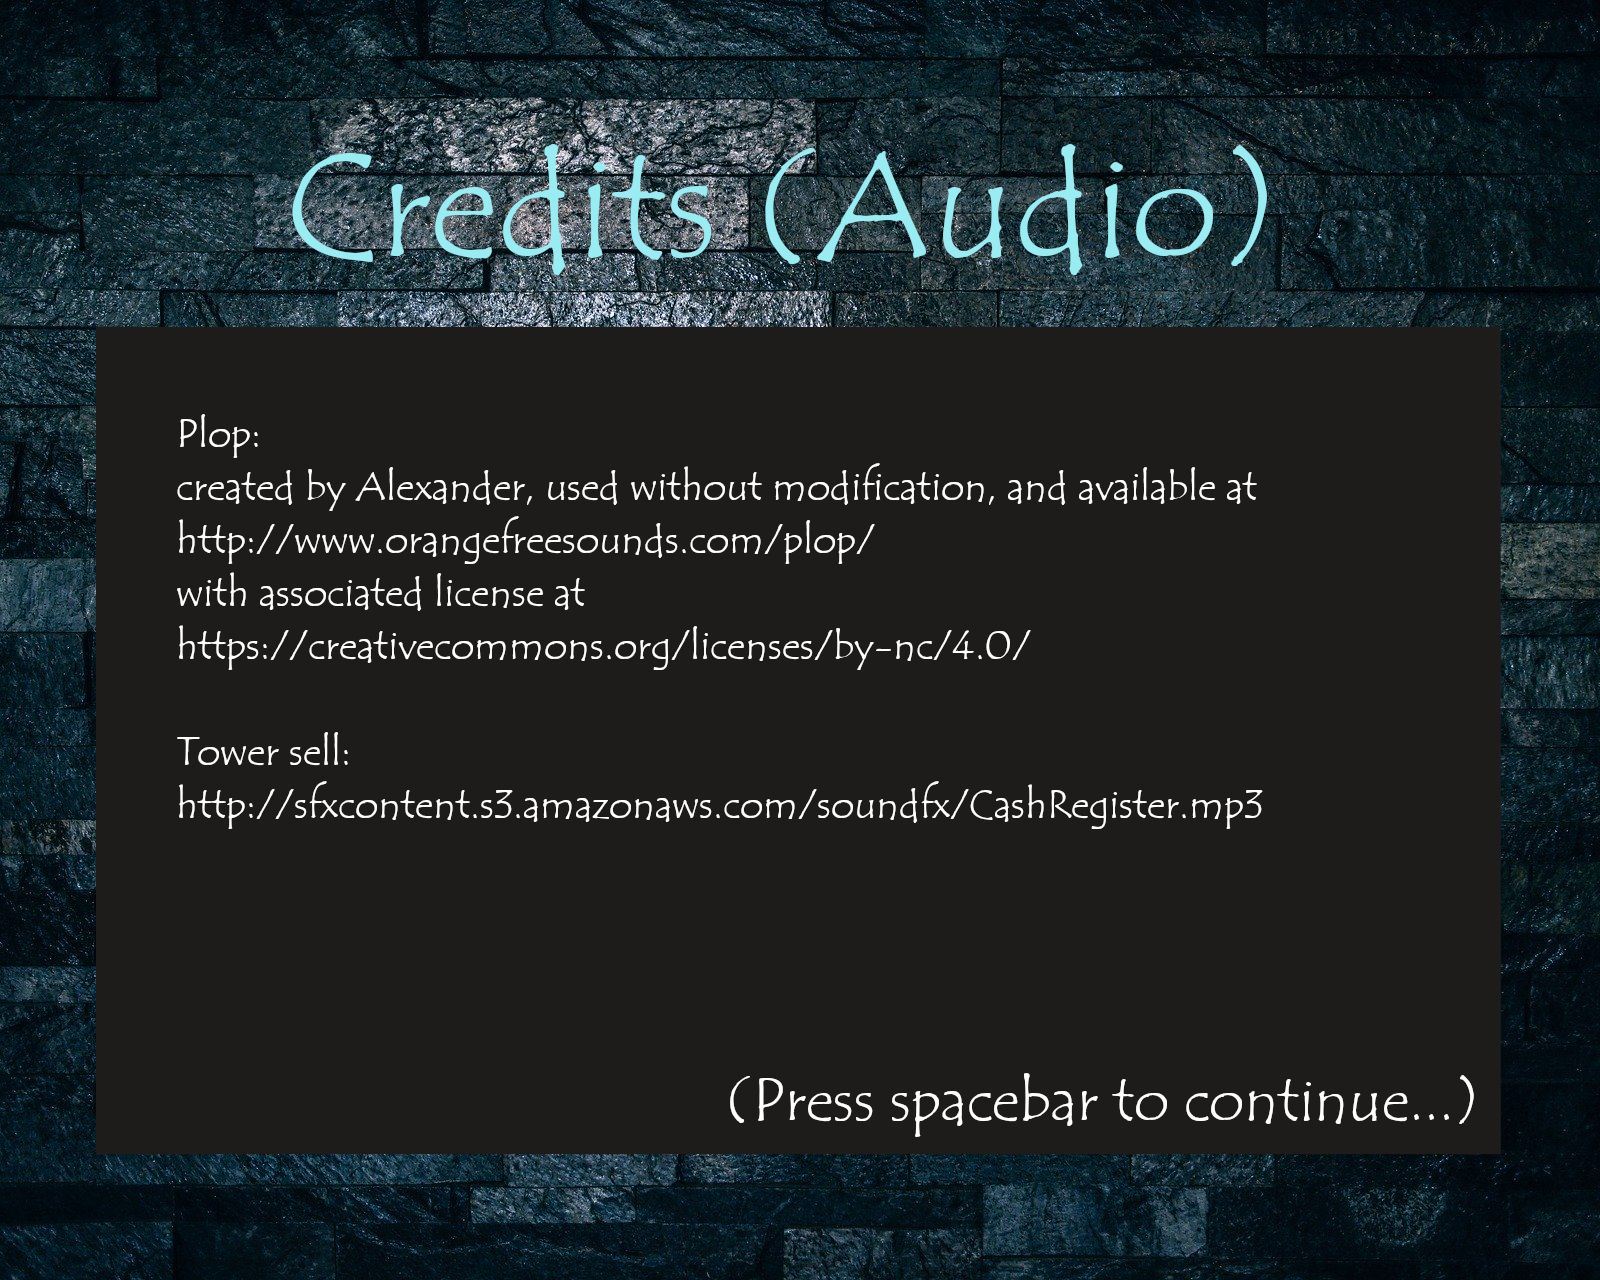 Credits (Audio)
Plop:
created by Alexander, used without modification, and available at
http://www.orangefreesounds.com/plop/
with associated license at
https://creativecommons.org/licenses/by-nc/4.0/
Tower sell:
http://sfxcontent.s3.amazonaws.com/soundfx/CashRegister.mp3
(Press spacebar to continue...)